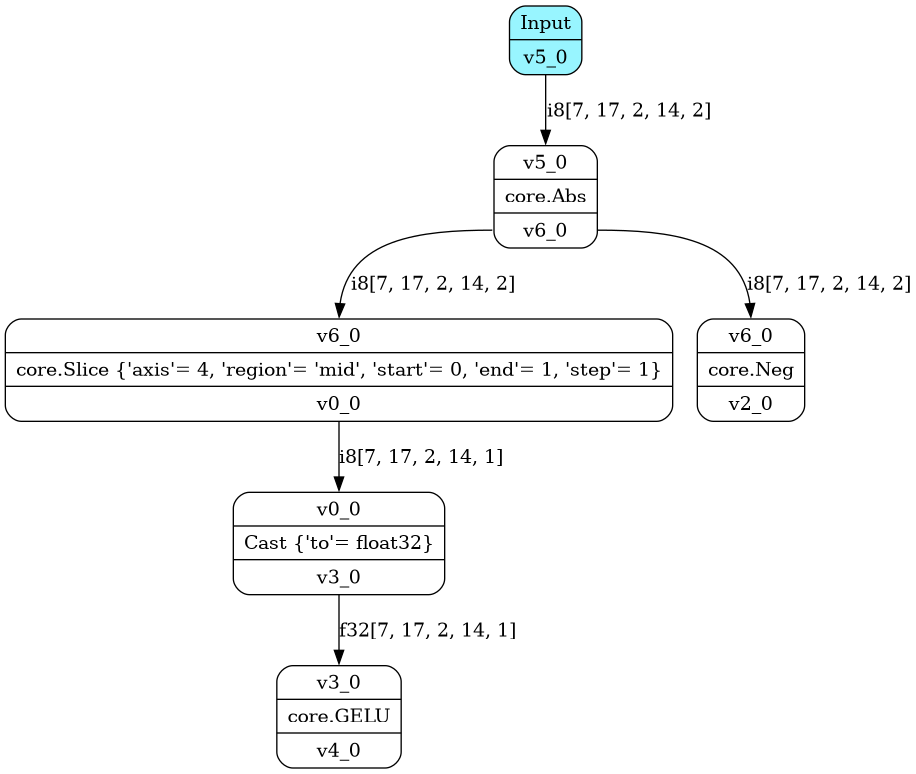 Input
v5_0
i8[7, 17, 2, 14, 2]
v5_0
core.Abs
v6_0
i8[7, 17, 2, 14, 2]
i8[7, 17, 2, 14, 2]
v6_0
core.Slice {'axis'= 4, 'region'= 'mid', 'start'= 0, 'end'= 1, 'step'= 1}
v0_0
v6_0
core.Neg
v2_0
i8[7, 17, 2, 14, 1]
v0_0
Cast {'to'= float32}
v3_0
f32[7, 17, 2, 14, 1]
v3_0
core.GELU
v4_0